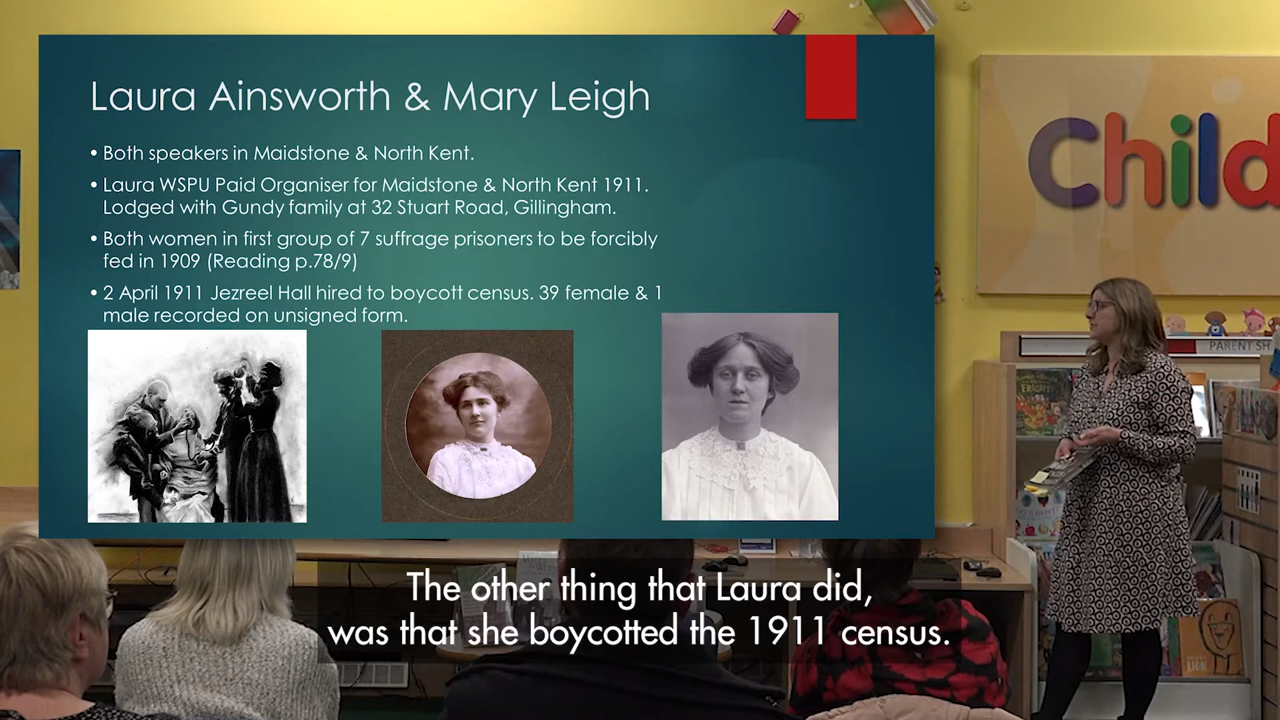 Laura Ainsworth & Mary Leigh
• Both speakers in Maidstone & North Kent.
• Laura WSPU Paid Organiser for Maidstone & North Kent 1911.
Lodged with Gundy family at 32 Stuart Road, Gillingham.
• Both women in first group of 7 suffrage prisoners to be forcibly
fed in 1909 (Reading p.78/9)
• 2 April 1911 Jezreel Hall hired to boycott census. 39 female & 1
male recorded on unsigned form.
Child
PARENT SH
The other thing that Laura did,
was that she boycotted the 1911 census.